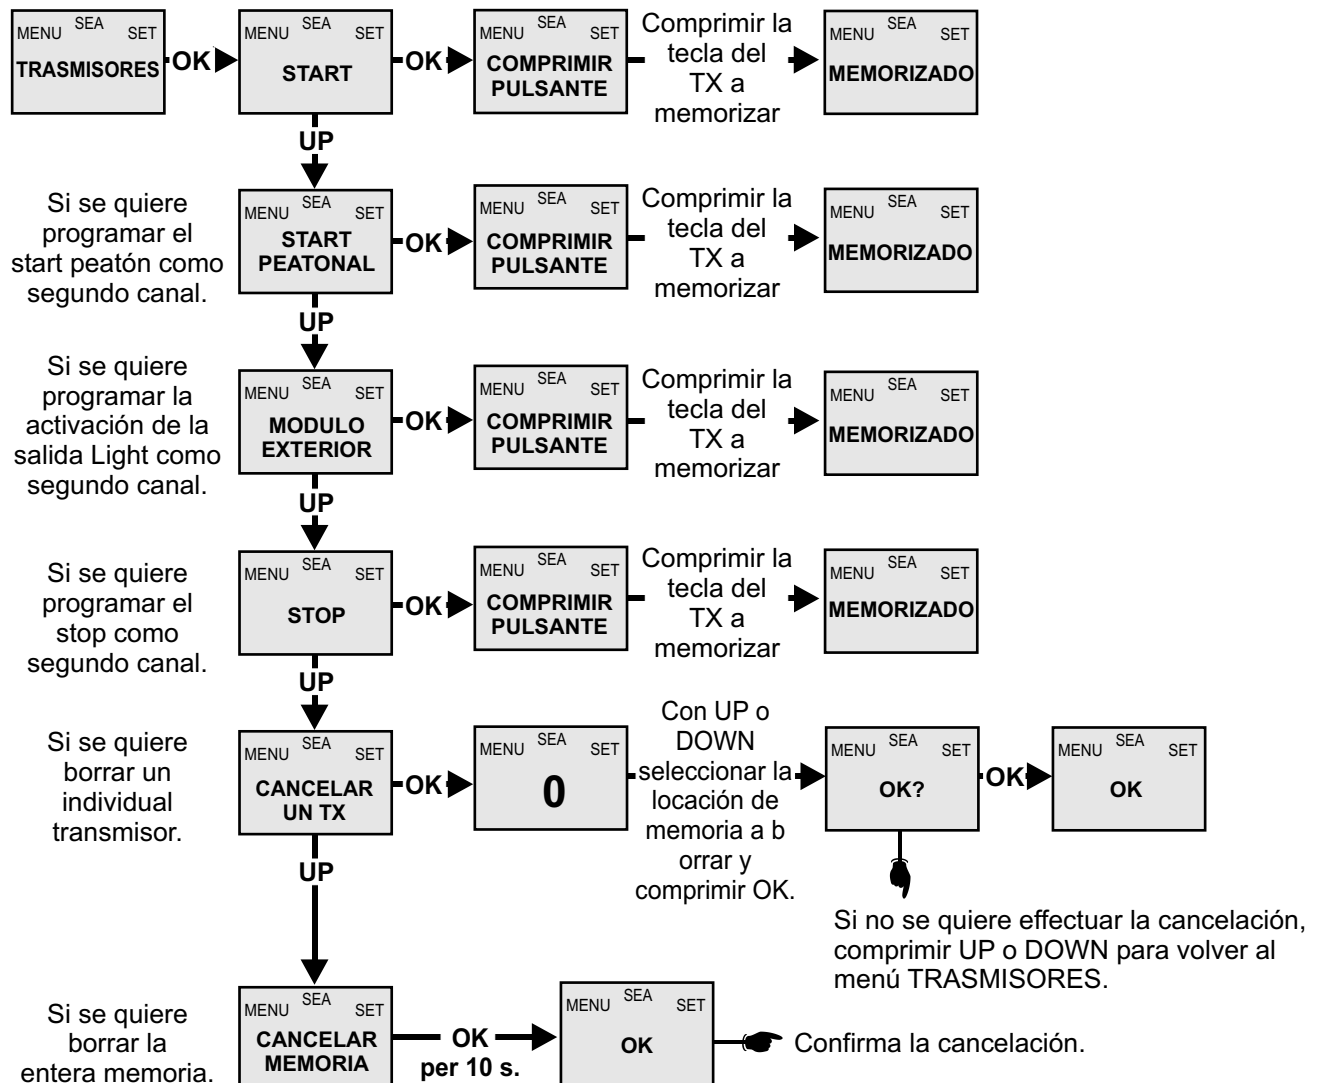 MENU SEA SET
TRASMISORES
OK
MENU SEA SET
START
OK
MENU SEA SET
COMPRIMIR
PULSANTE
Comprimir la
tecla del
TX a
memorizar
MENU SEA SET
MEMORIZADO
UP
Si se quiere
programar el
start peatón como
segundo canal.
MENU SEA SET
START
PEATONAL
OK
MENU SEA SET
COMPRIMIR
PULSANTE
Comprimir la
tecla del
TX a
memorizar
MENU SEA SET
MEMORIZADO
UP
Si se quiere
programar la
activación de la
salida Light como
segundo canal.
MENU SEA SET
MODULO
EXTERIOR
OK
MENU SEA SET
COMPRIMIR
PULSANTE
Comprimir la
tecla del
TX a
memorizar
MENU SEA SET
MEMORIZADO
UP
Si se quiere
programar el
stop como
segundo canal.
MENU SEA SET
STOP
OK
MENU SEA SET
COMPRIMIR
PULSANTE
Comprimir la
tecla del
TX a
memorizar
MENU SEA SET
MEMORIZADO
UP
Si se quiere
borrar un
individual
transmisor.
MENU SEA SET
CANCELAR
UN TX
OK
MENU SEA SET
0
Con UP o
DOWN
seleccionar la
locación de
memoria a b
orrar y
comprimir OK.
MENU SEA SET
OK?
OK
MENU SEA SET
OK
Si no se quiere effectuar la cancelación,
comprimir UP o DOWN para volver al
menú TRASMISORES.
UP
Si se quiere
borrar la
entera memoria.
MENU SEA SET
CANCELAR
MEMORIA
OK
per 10 s.
MENU SEA SET
OK
Confirma la cancelación.